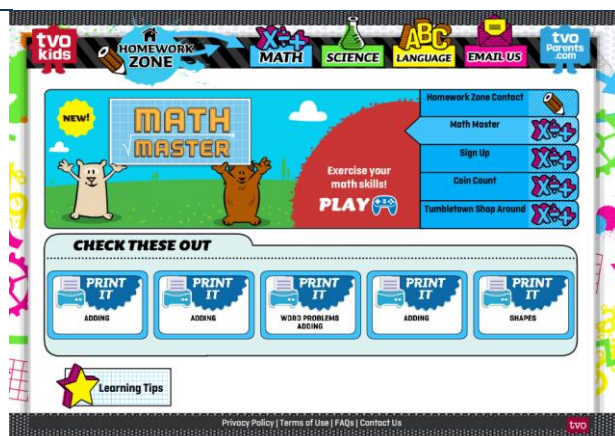 tvo
kids
HOMEWORK
ZONE
X÷+
MATH
SCIENCE
ABC
LANGUAGE
EMAIL US
tvo
Parents
.com
NEW!
MATH
√MASTER
Exercise your
math skills!
PLAY
Homework Zone Contact
Math Master
X÷+
Sign Up
X÷+
Coin Count
X÷+
Tumbletown Shop Around
X÷+
CHECK THESE OUT
PRINT
IT
ADDING
PRINT
IT
ADDING
PRINT
IT
WORD PROBLEMS
ADDING
PRINT
IT
ADDING
PRINT
IT
SHAPES
Learning Tips
Privacy Policy | Terms of Use | FAQs | Contact Us
tvo